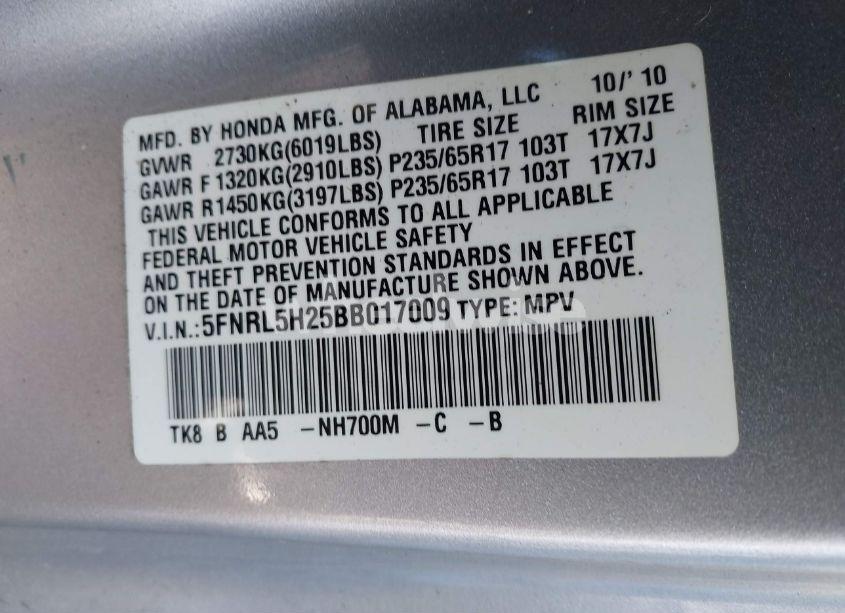 MFD. BY HONDA MFG. OF ALABAMA, LLC 10/' 10
GVWR 2730KG(6019LBS) TIRE SIZE RIM SIZE
GAWR F 1320KG(2910LBS) P235/65R17 103T 17X7J
GAWR R1450KG(3197LBS) P235/65R17 103T 17X7J
THIS VEHICLE CONFORMS TO ALL APPLICABLE
FEDERAL MOTOR VEHICLE SAFETY
AND THEFT PREVENTION STANDARDS IN EFFECT
ON THE DATE OF MANUFACTURE SHOWN ABOVE.
V.I.N.:5FNRL5H25BB017009 TYPE: MPV
TK8 B AA5 -NH700M -C -B